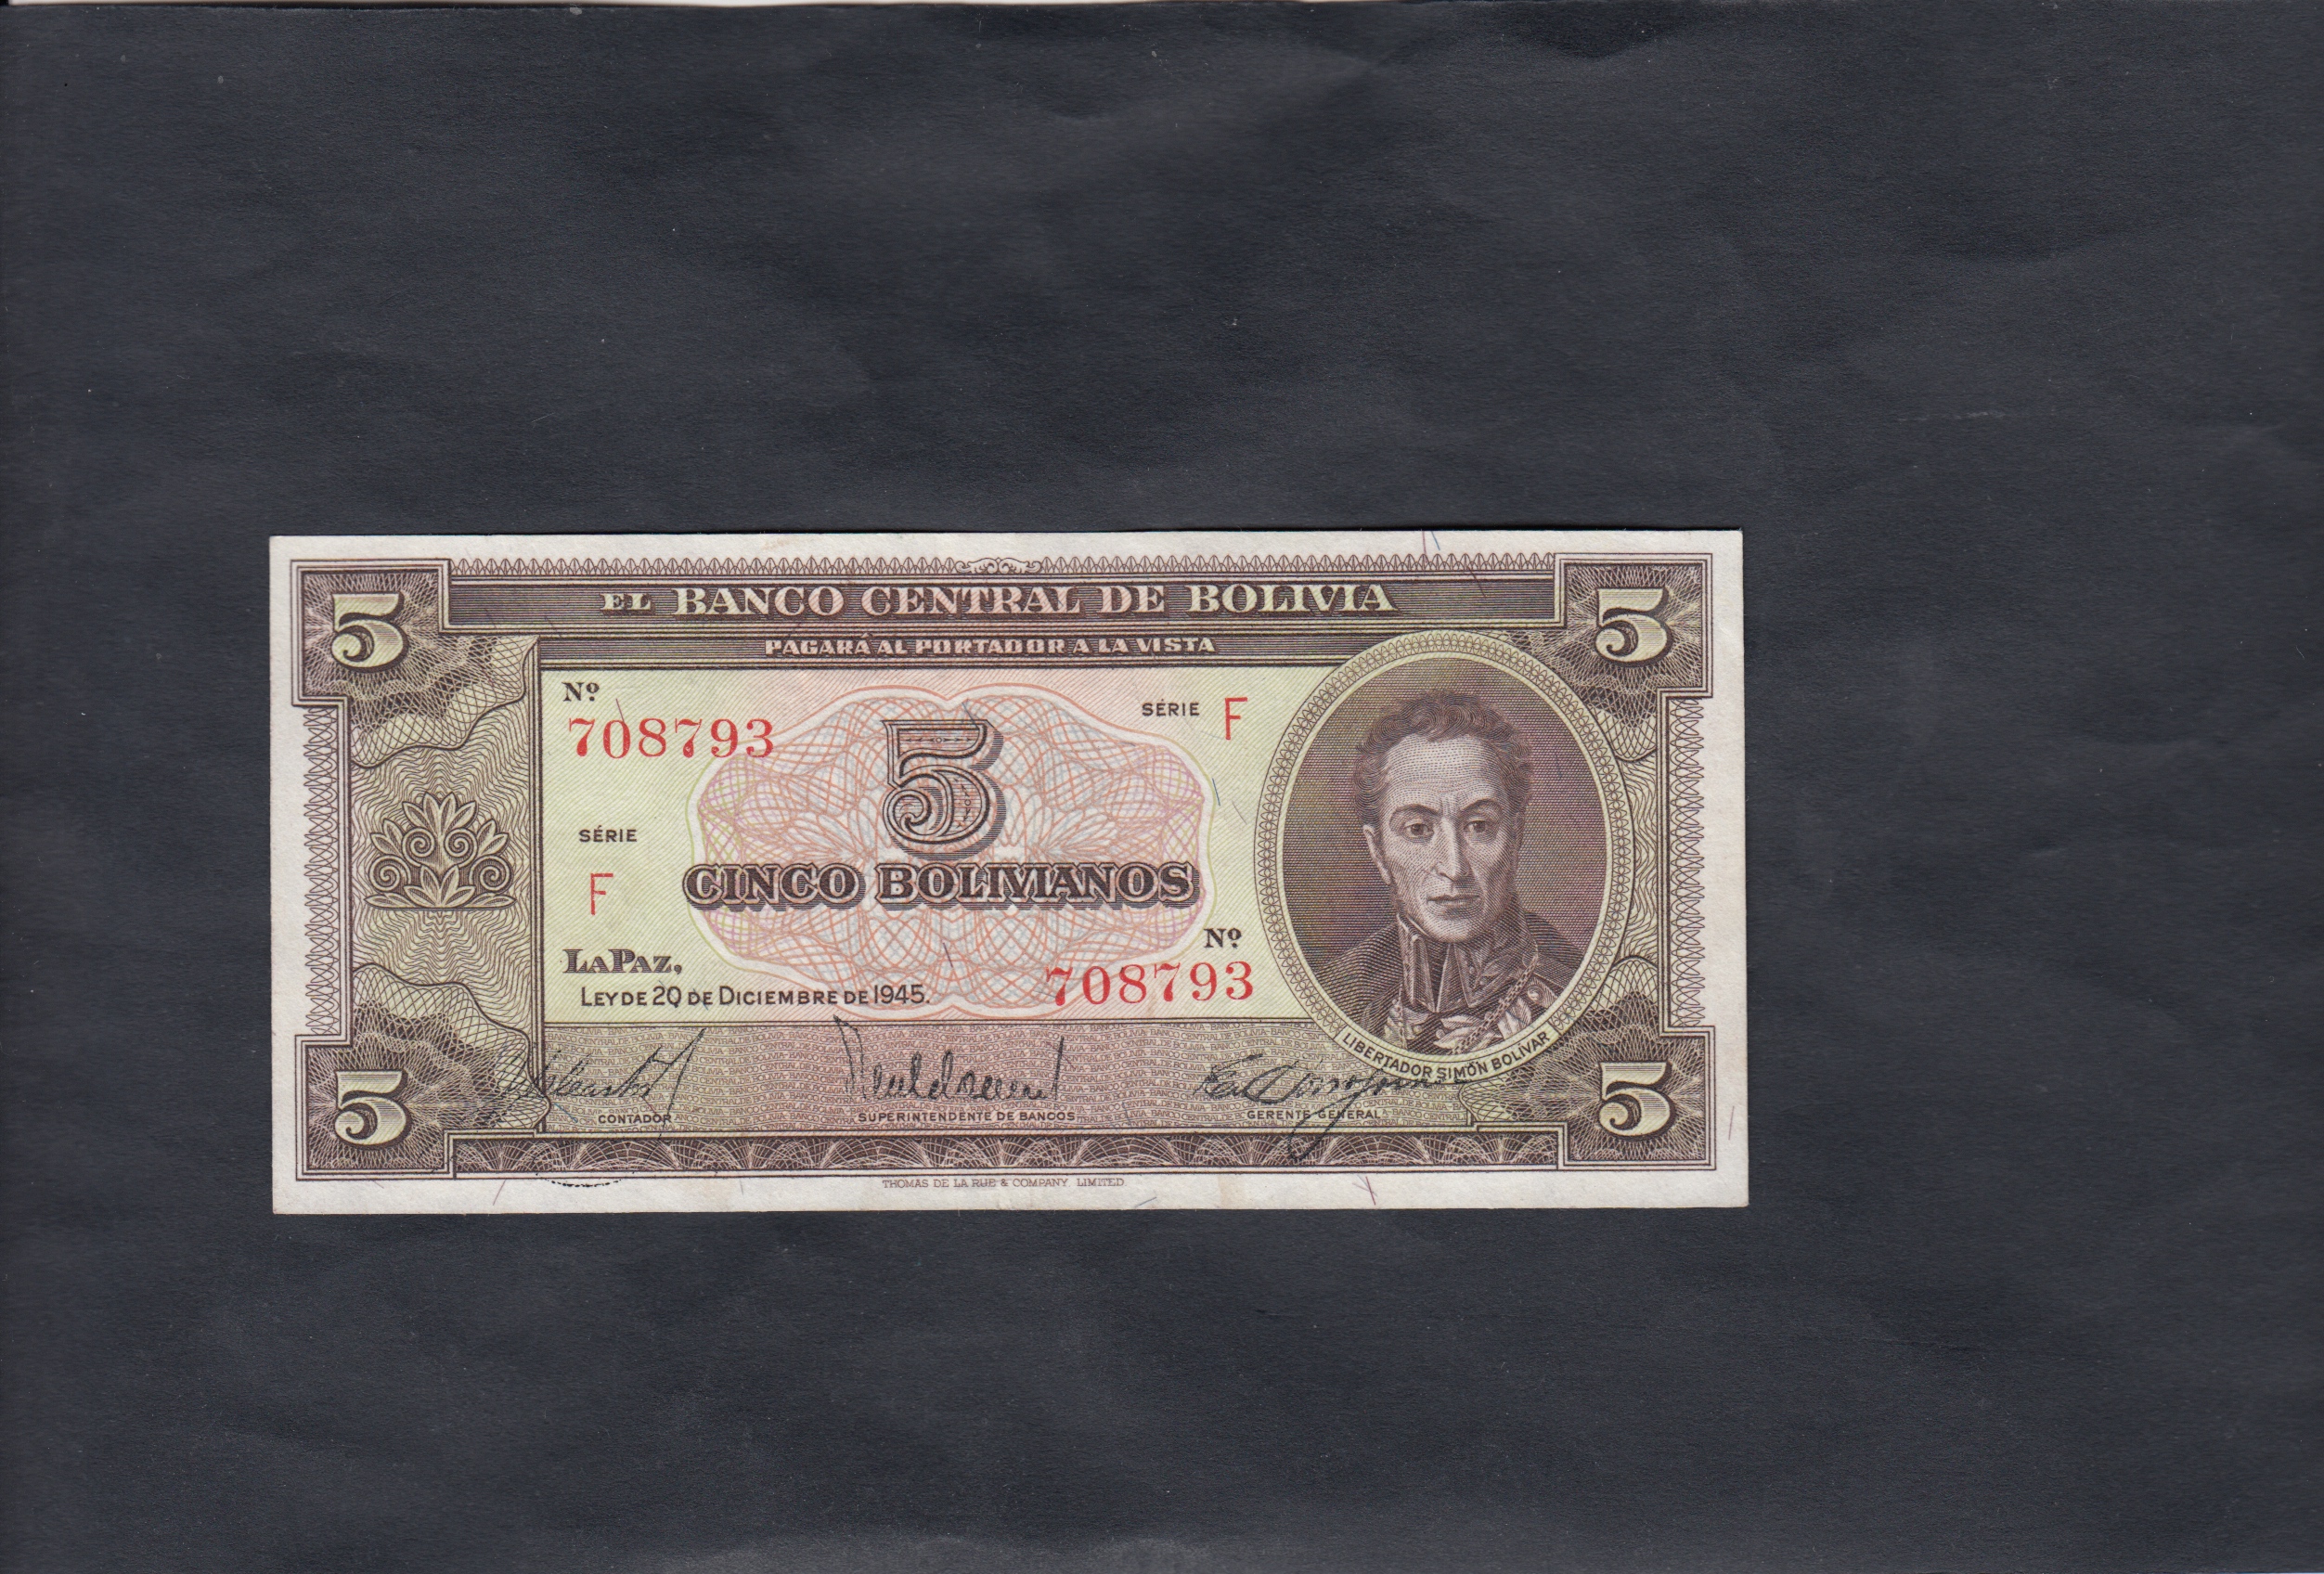 5
5
EL BANCO CENTRAL DE BOLIVIA
PAGARÁ AL PORTADOR A LA VISTA
Nº
708793
SÉRIE F
5
CINCO BOLIVIANOS
SÉRIE
F
Nº
708793
LA PAZ,
LEY DE 20 DE DICIEMBRE DE 1945.
LIBERTADOR SIMÓN BOLÍVAR
CONTADOR
SUPERINTENDENTE DE BANCOS
GERENTE GENERAL
5
5
THOMAS DE LA RUE & COMPANY, LIMITED